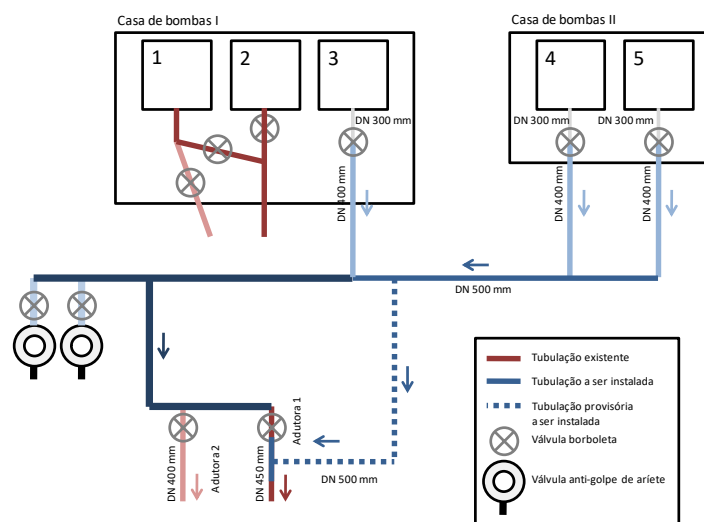 Casa de bombas I
Casa de bombas II
1
2
3
4
5
DN 300 mm
DN 300 mm
DN 300 mm
DN 400 mm
DN 400 mm
DN 400 mm
DN 500 mm
Adutora 1
DN 400 mm
Adutora 2
DN 450 mm
DN 500 mm
Tubulação existente
Tubulação a ser instalada
Tubulação provisória
a ser instalada
Válvula borboleta
Válvula anti-golpe de aríete